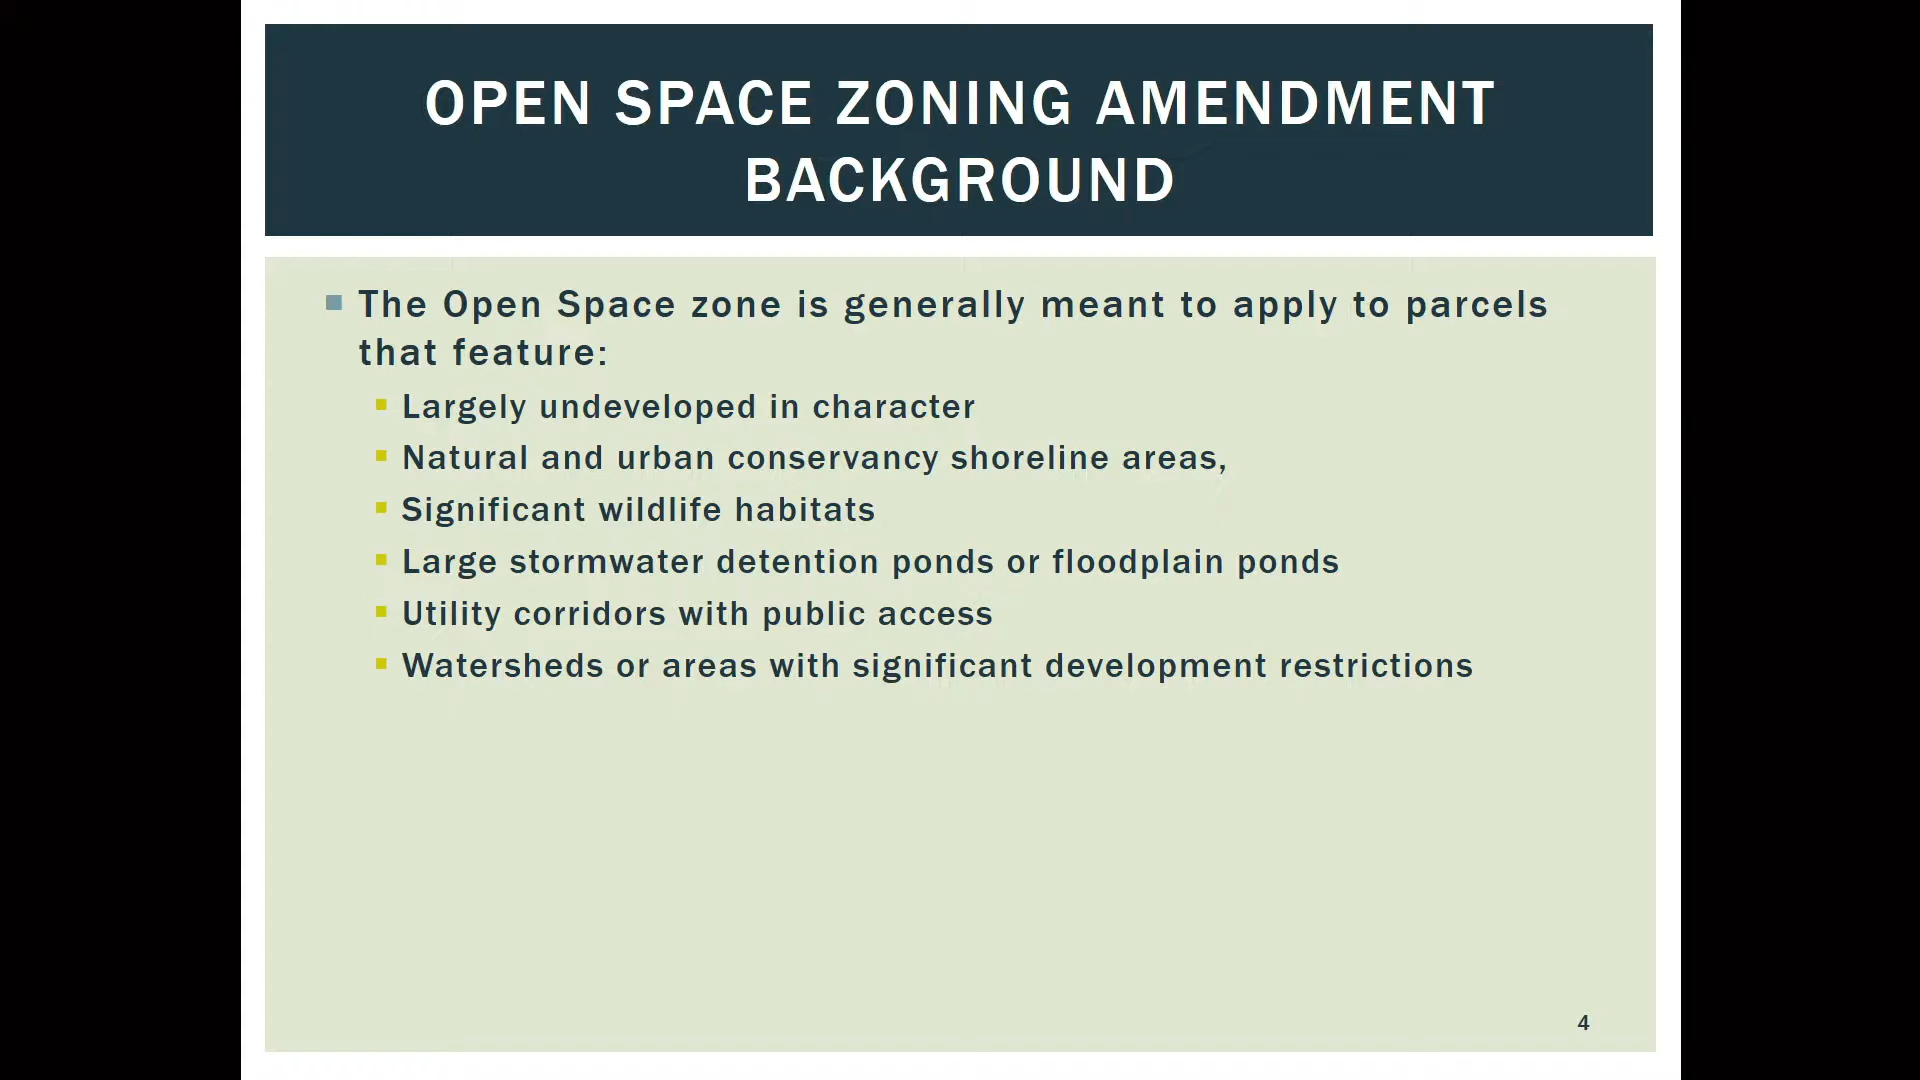 OPEN SPACE ZONING AMENDMENT
BACKGROUND
The Open Space zone is generally meant to apply to parcels
that feature:
Largely undeveloped in character
Natural and urban conservancy shoreline areas,
Significant wildlife habitats
Large stormwater detention ponds or floodplain ponds
Utility corridors with public access
Watersheds or areas with significant development restrictions
4